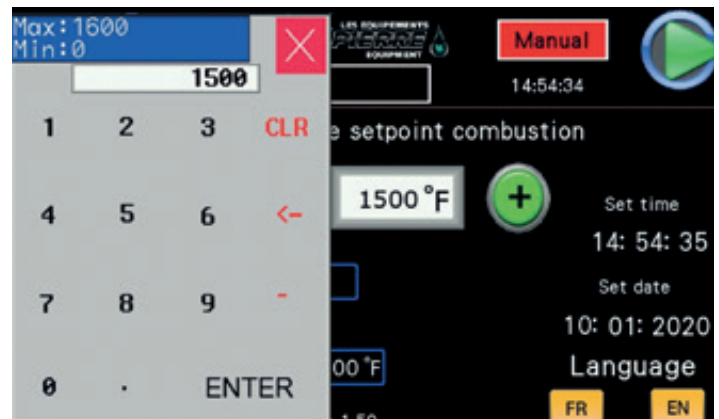 Max:1600
Min:0
1500
1 2 3 CLR
4 5 6 <-
7 8 9 -
0 . ENTER
LES ÉQUIPEMENTS
PIERRE
EQUIPMENT
Manual
14:54:34
e setpoint combustion
1500 °F
+
Set time
14: 54: 35
Set date
10: 01: 2020
00 °F
Language
FR EN